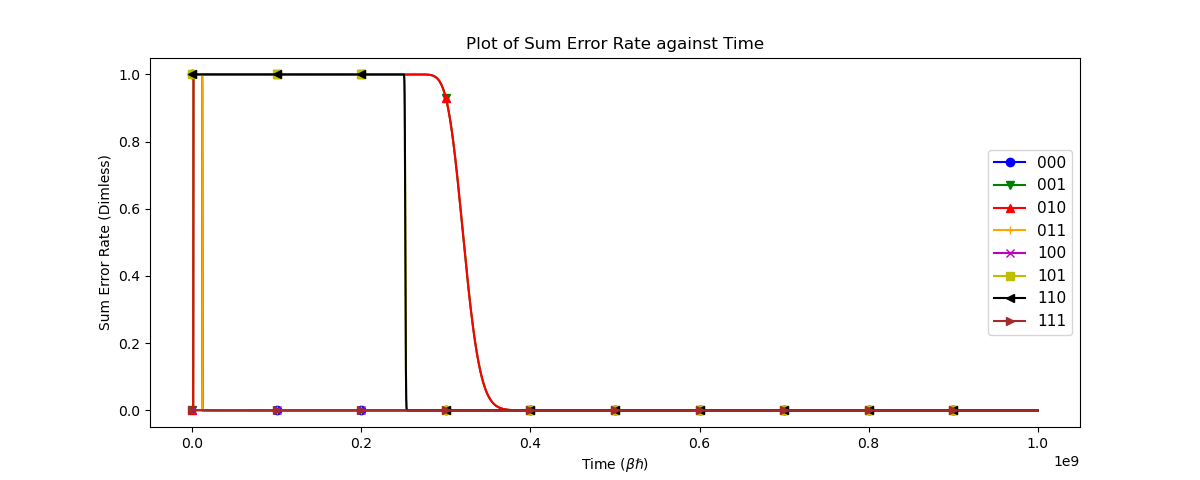 Plot of Sum Error Rate against Time
Sum Error Rate (Dimless)
1.0
0.8
0.6
0.4
0.2
0.0
000
001
010
011
100
101
110
111
0.0 0.2 0.4 0.6 0.8 1.0
1e9
Time (βℏ)